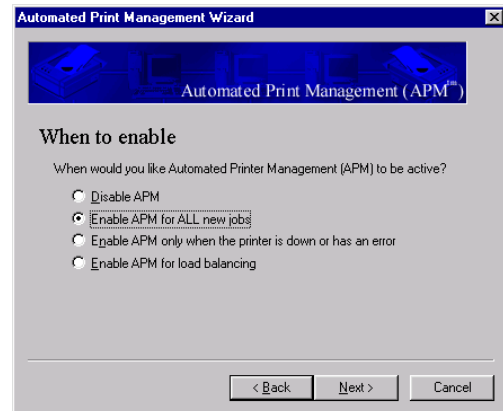 Automated Print Management Wizard
Automated Print Management (APM™)
When to enable
When would you like Automated Printer Management (APM) to be active?
Disable APM
Enable APM for ALL new jobs
Enable APM only when the printer is down or has an error
Enable APM for load balancing
< Back
Next >
Cancel